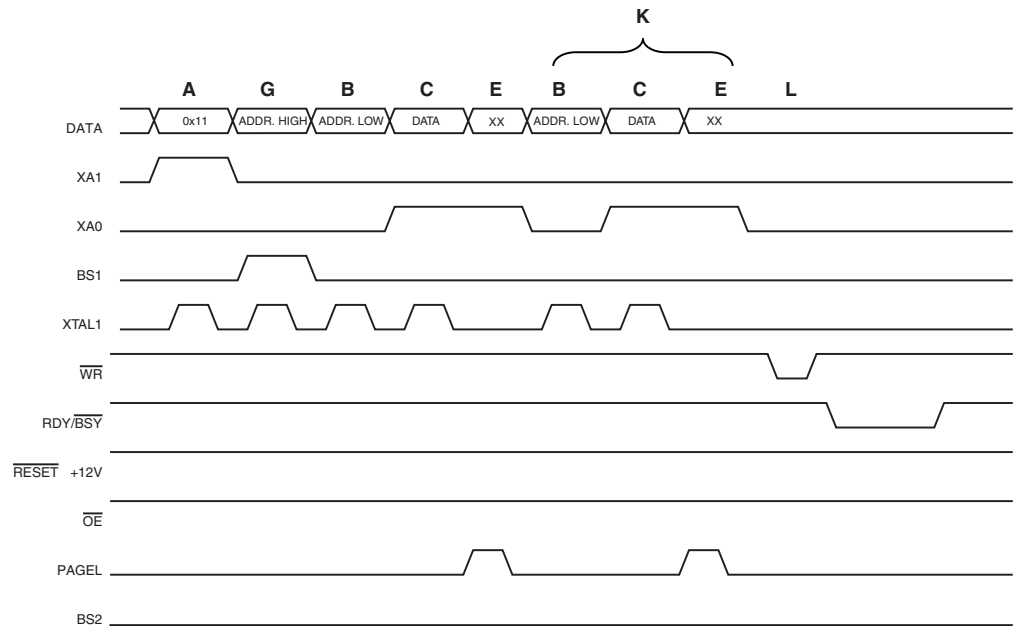 K
A G B C E B C E L
DATA 0x11 ADDR. HIGH ADDR. LOW DATA XX ADDR. LOW DATA XX
XA1
XA0
BS1
XTAL1
WR
RDY/BSY
RESET +12V
OE
PAGEL
BS2